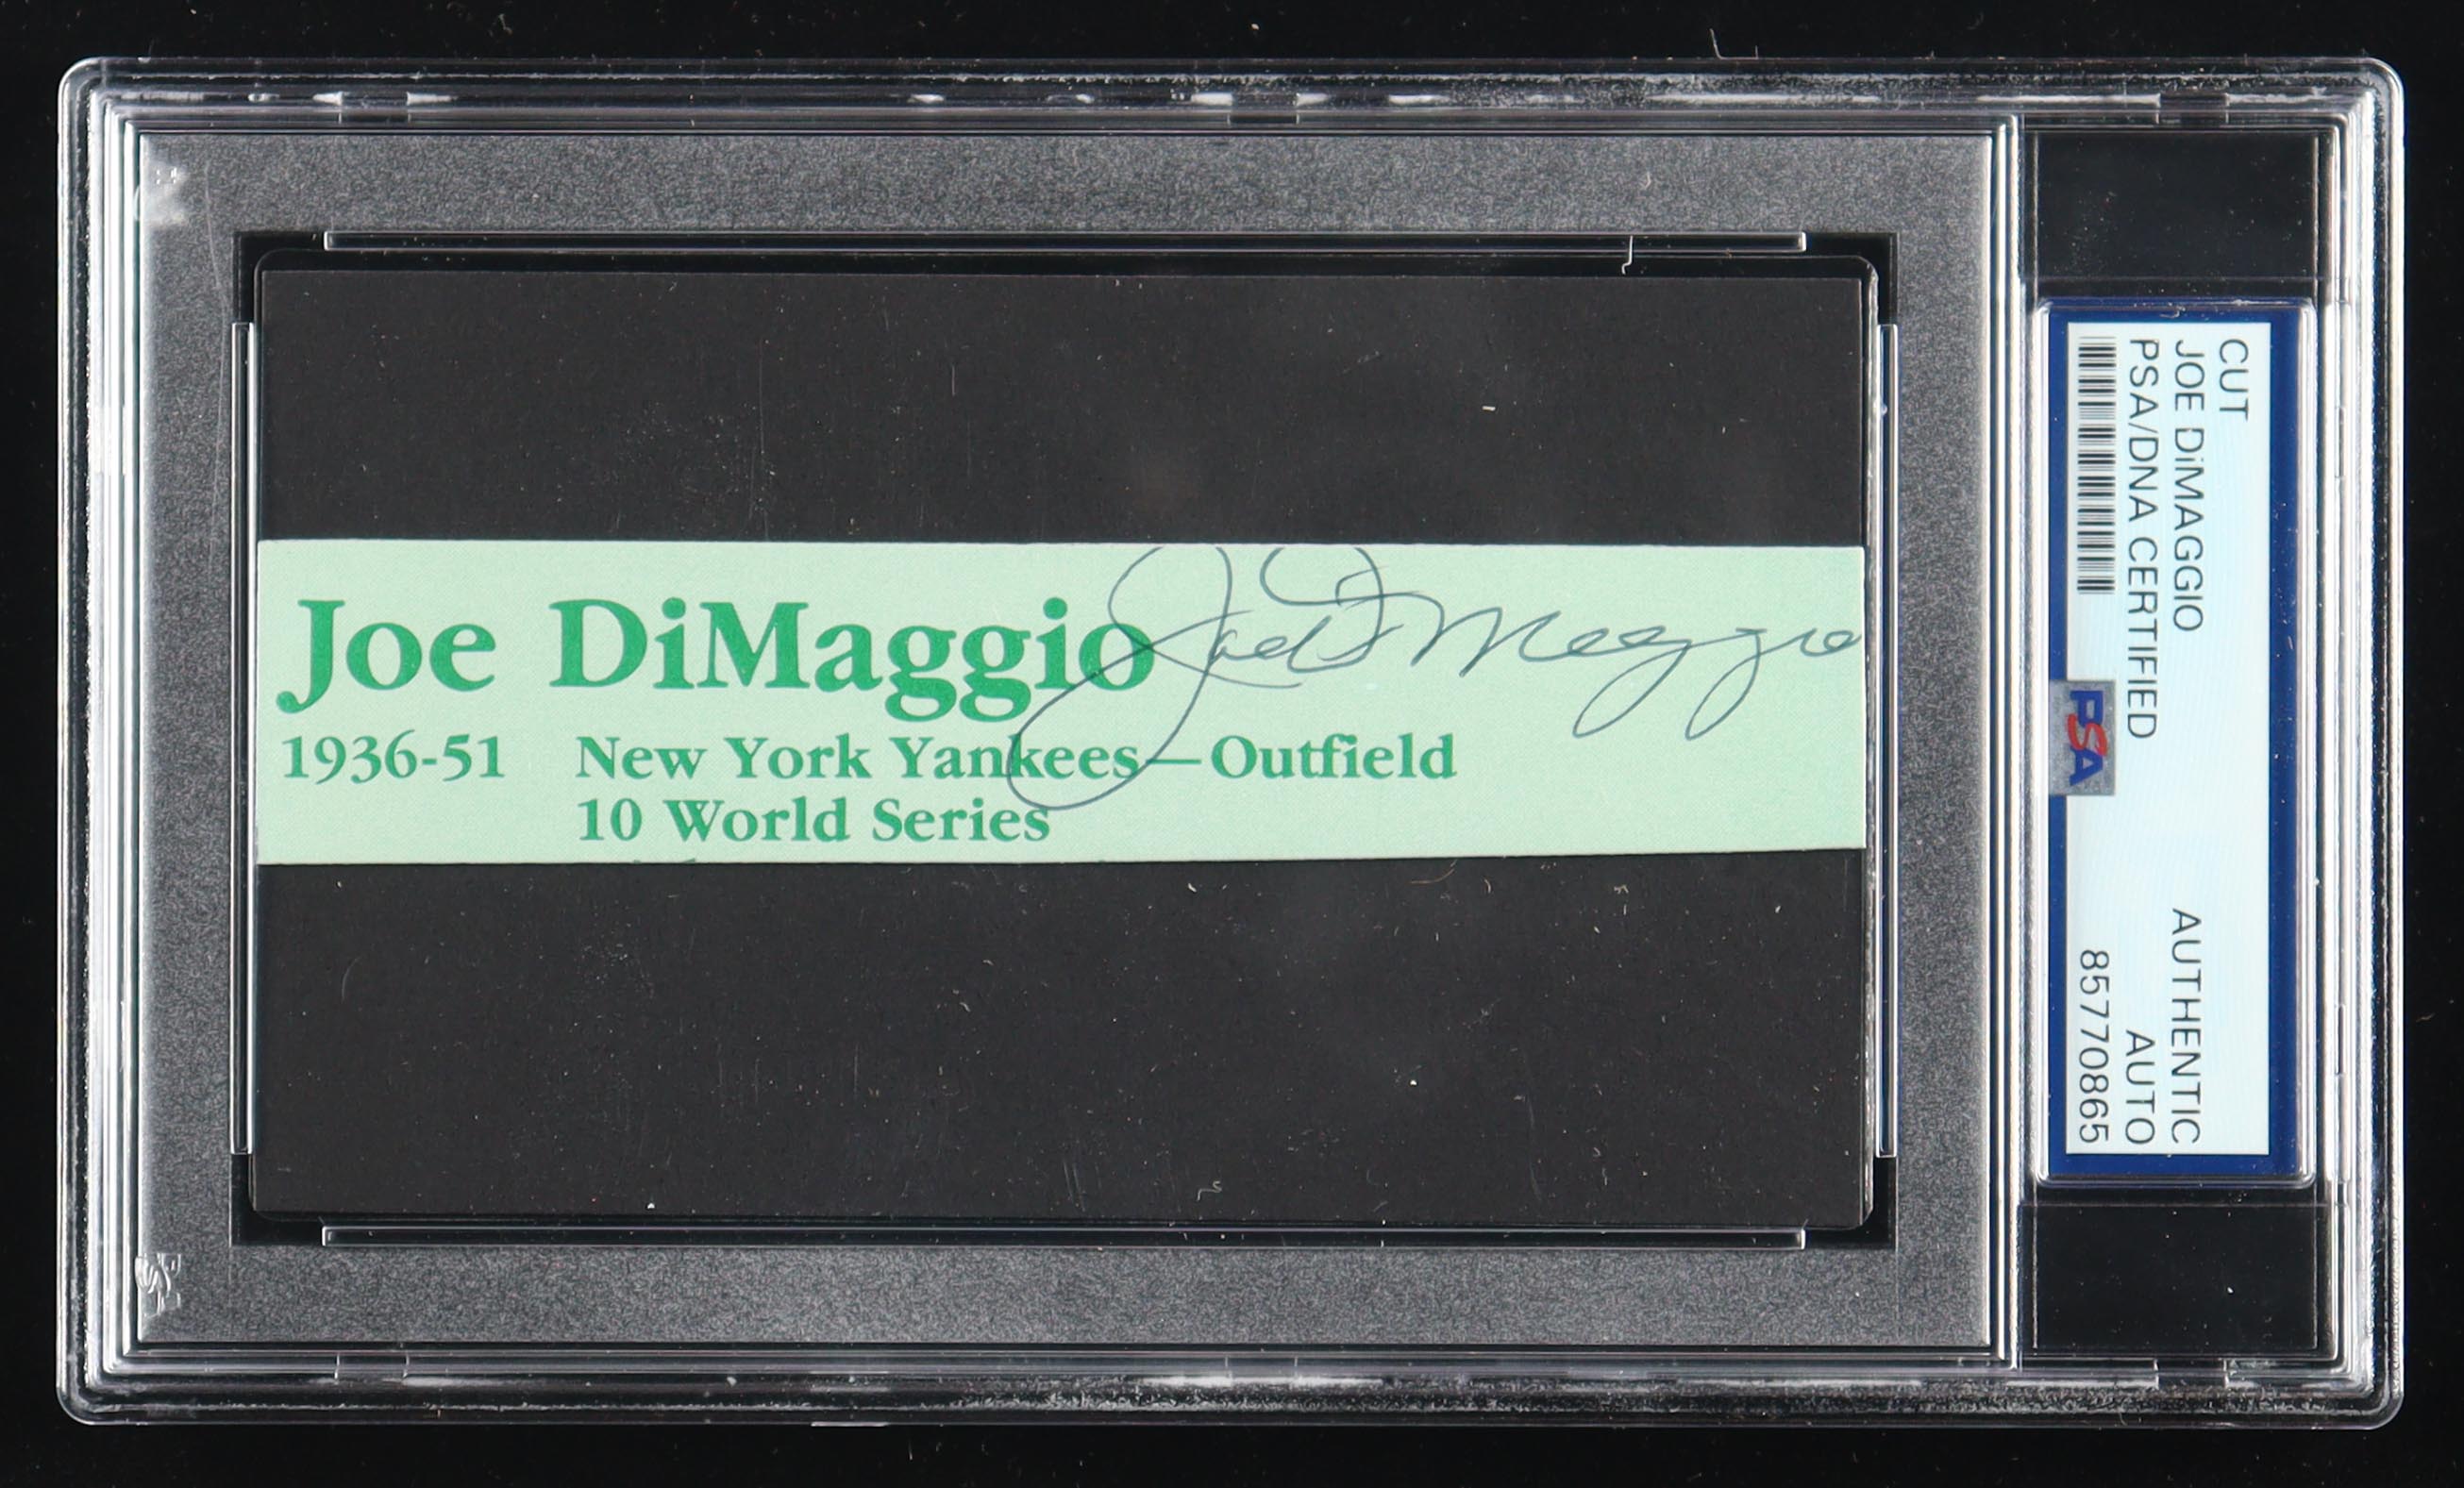 Joe DiMaggio
Joe DiMaggio
1936-51 New York Yankees—Outfield
10 World Series
CUT
JOE DiMAGGIO AUTHENTIC
PSA/DNA CERTIFIED AUTO
85770865
PSA